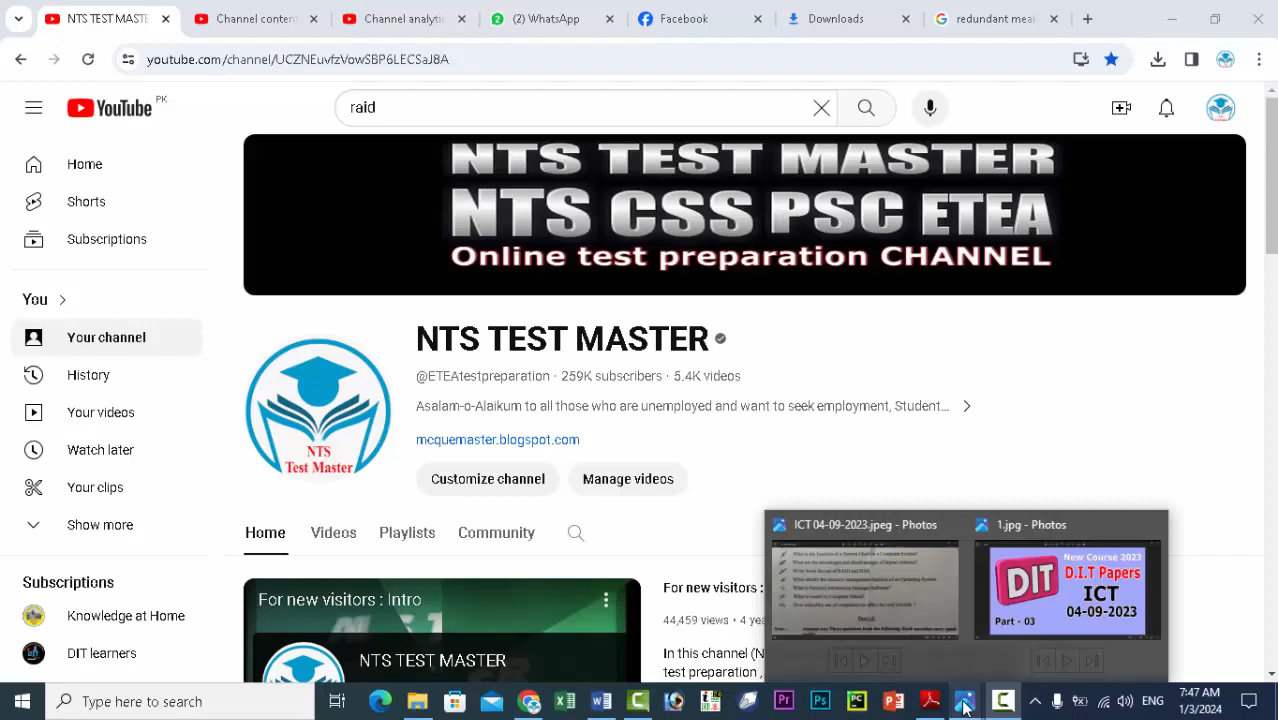 NTS TEST MASTE
Channel conten
Channel analytic
(2) WhatsApp
Facebook
Downloads
redundant mea
youtube.com/channel/UCZNEuvfzVowSBP6LECSaJ8A
YouTube PK
raid
Home
Shorts
Subscriptions
You
Your channel
History
Your videos
Watch later
Your clips
Show more
Subscriptions
Knowledge at Home
DIT learners
NTS TEST MASTER
NTS CSS PSC ETEA
Online test preparation CHANNEL
NTS
Test Master
NTS TEST MASTER
@ETEAtestpreparation · 259K subscribers · 5.4K videos
Asalam-o-Alaikum to all those who are unemployed and want to seek employment, Student...
mcquemaster.blogspot.com
Customize channel
Manage videos
Home
Videos
Playlists
Community
For new visitors : Intro
NTS TEST MASTER
For new visitors
44,459 views • 4 yea
In this channel (N
test preparation,
ICT 04-09-2023.jpeg - Photos
1.jpg - Photos
New Course 2023
DIT
D.I.T Papers
ICT
04-09-2023
Part - 03
Type here to search
ENG
7:47 AM
1/3/2024